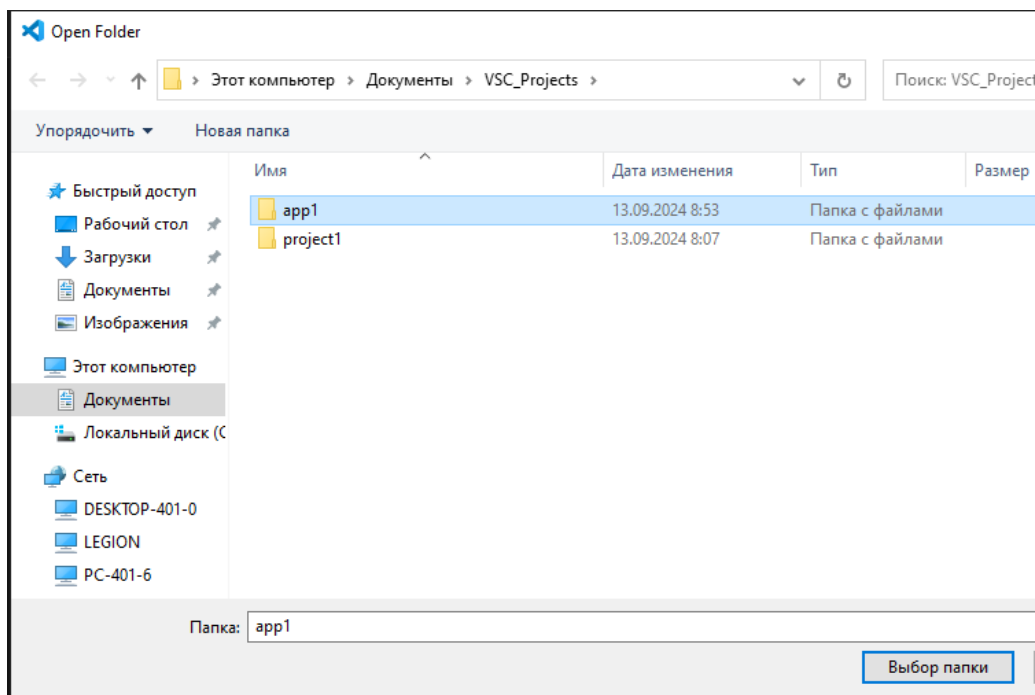 Open Folder
Этот компьютер > Документы > VSC_Projects >
Поиск: VSC_Project
Упорядочить
Новая папка
Имя
Дата изменения
Тип
Размер
Быстрый доступ
Рабочий стол
Загрузки
Документы
Изображения
Этот компьютер
Документы
Локальный диск (C
Сеть
DESKTOP-401-0
LEGION
PC-401-6
app1 13.09.2024 8:53 Папка с файлами
project1 13.09.2024 8:07 Папка с файлами
Папка: app1
Выбор папки